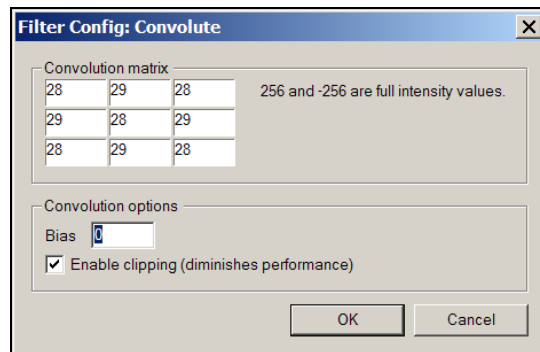 Filter Config: Convolute
Convolution matrix
28 29 28 256 and -256 are full intensity values.
29 28 29
28 29 28
Convolution options
Bias 0
Enable clipping (diminishes performance)
OK Cancel